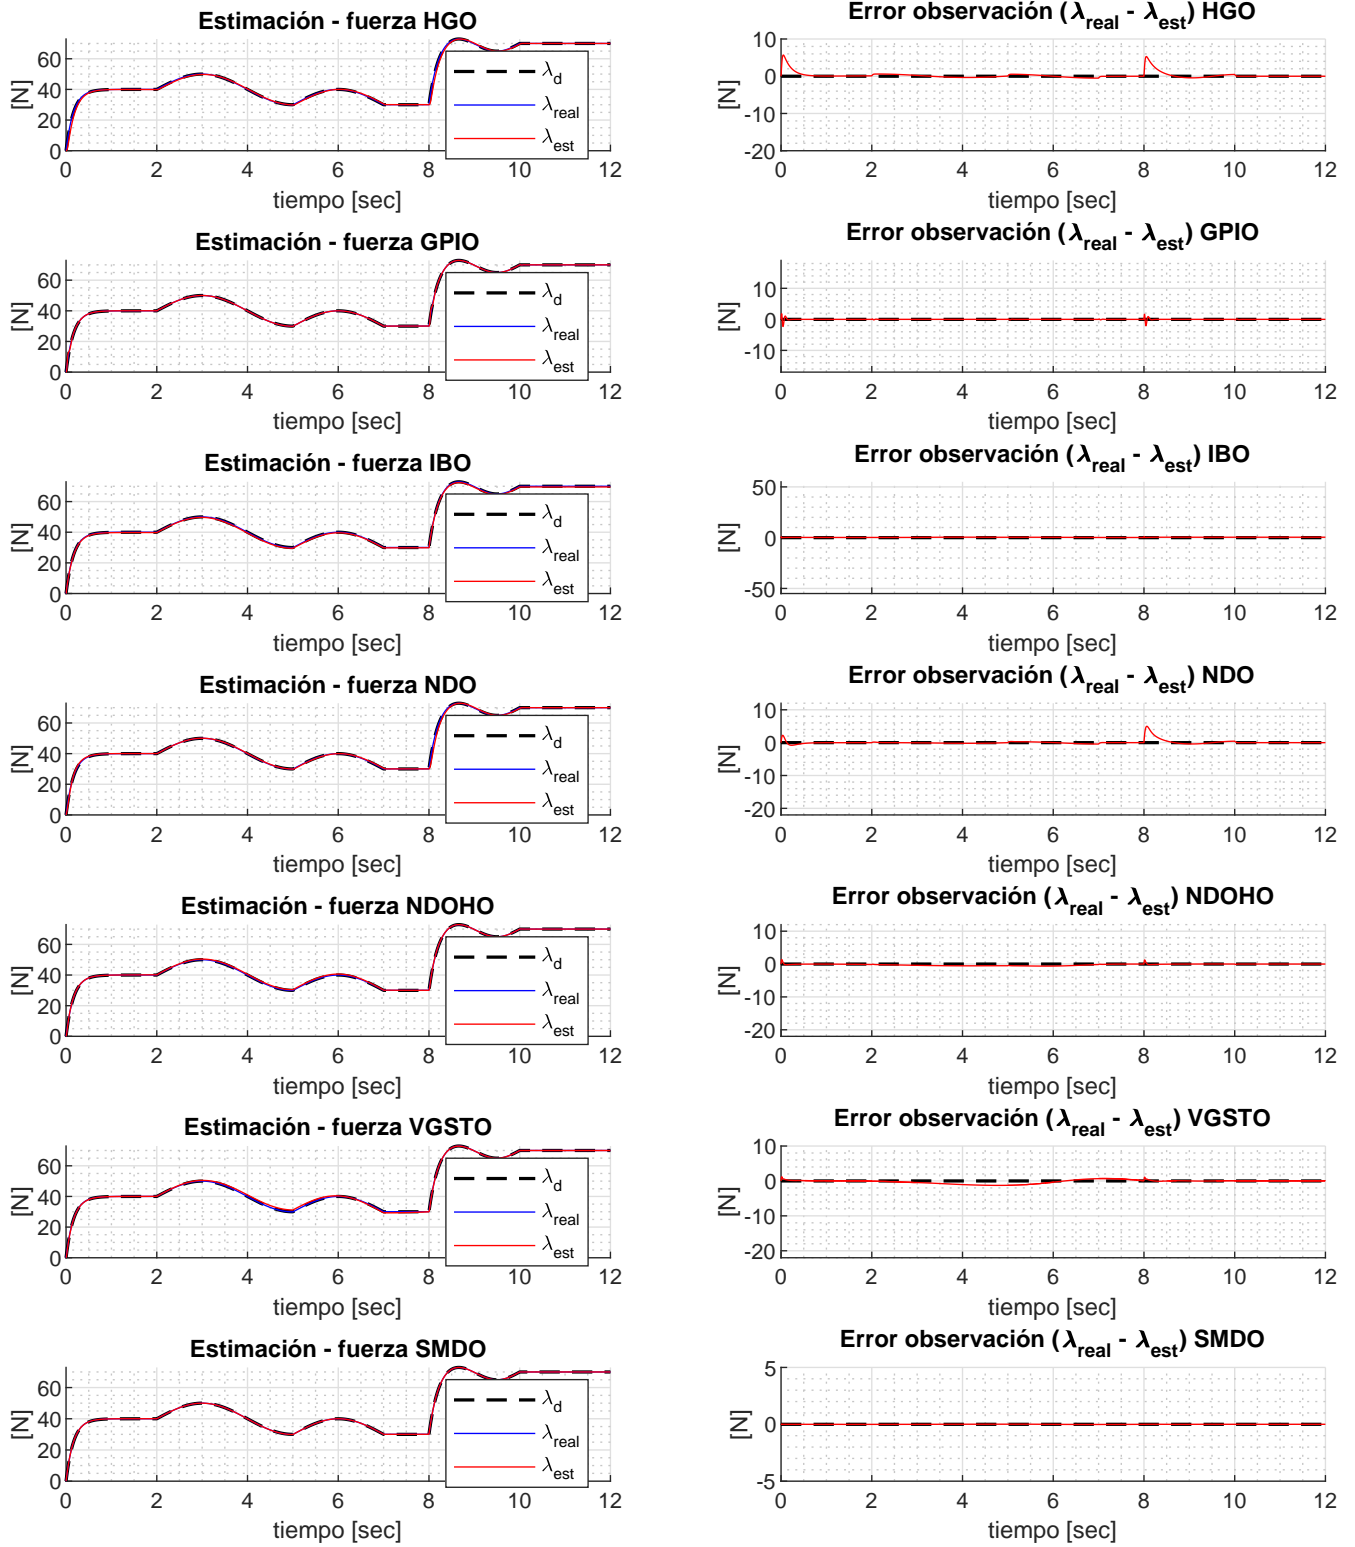 Estimación - fuerza HGO
[N]
60
40
20
0
λd
λreal
λest
0 2 4 6 8 10 12
tiempo [sec]
Error observación (λreal - λest) HGO
[N]
10
0
-10
-20
0 2 4 6 8 10 12
tiempo [sec]
Estimación - fuerza GPIO
[N]
60
40
20
0
λd
λreal
λest
0 2 4 6 8 10 12
tiempo [sec]
Error observación (λreal - λest) GPIO
[N]
10
0
-10
0 2 4 6 8 10 12
tiempo [sec]
Estimación - fuerza IBO
[N]
60
40
20
0
λd
λreal
λest
0 2 4 6 8 10 12
tiempo [sec]
Error observación (λreal - λest) IBO
[N]
50
0
-50
0 2 4 6 8 10 12
tiempo [sec]
Estimación - fuerza NDO
[N]
60
40
20
0
λd
λreal
λest
0 2 4 6 8 10 12
tiempo [sec]
Error observación (λreal - λest) NDO
[N]
10
0
-10
-20
0 2 4 6 8 10 12
tiempo [sec]
Estimación - fuerza NDOHO
[N]
60
40
20
0
λd
λreal
λest
0 2 4 6 8 10 12
tiempo [sec]
Error observación (λreal - λest) NDOHO
[N]
10
0
-10
-20
0 2 4 6 8 10 12
tiempo [sec]
Estimación - fuerza VGSTO
[N]
60
40
20
0
λd
λreal
λest
0 2 4 6 8 10 12
tiempo [sec]
Error observación (λreal - λest) VGSTO
[N]
10
0
-10
-20
0 2 4 6 8 10 12
tiempo [sec]
Estimación - fuerza SMDO
[N]
60
40
20
0
λd
λreal
λest
0 2 4 6 8 10 12
tiempo [sec]
Error observación (λreal - λest) SMDO
[N]
5
0
-5
0 2 4 6 8 10 12
tiempo [sec]